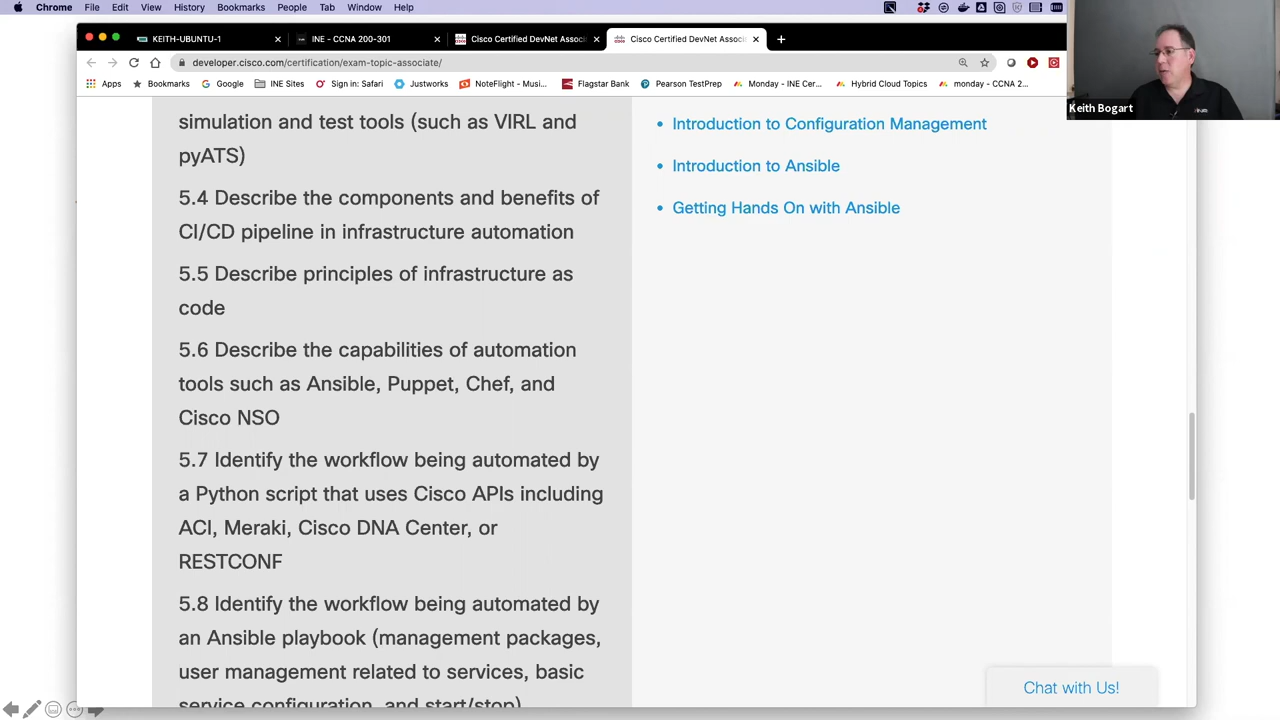 Chrome File Edit View History Bookmarks People Tab Window Help
KEITH-UBUNTU-1
INE - CCNA 200-301
Cisco Certified DevNet Assoc
Cisco Certified DevNet Assoc
developer.cisco.com/certification/exam-topic-associate/
Apps Bookmarks Google INE Sites Sign in: Safari Justworks NoteFlight - Musi... Flagstar Bank Pearson TestPrep Monday - INE Cer... Hybrid Cloud Topics monday - CCNA 2...
Keith Bogart
simulation and test tools (such as VIRL and
pyATS)
5.4 Describe the components and benefits of
CI/CD pipeline in infrastructure automation
5.5 Describe principles of infrastructure as
code
5.6 Describe the capabilities of automation
tools such as Ansible, Puppet, Chef, and
Cisco NSO
5.7 Identify the workflow being automated by
a Python script that uses Cisco APIs including
ACI, Meraki, Cisco DNA Center, or
RESTCONF
5.8 Identify the workflow being automated by
an Ansible playbook (management packages,
user management related to services, basic
service configuration, and start/stop)
• Introduction to Configuration Management
• Introduction to Ansible
• Getting Hands On with Ansible
Chat with Us!